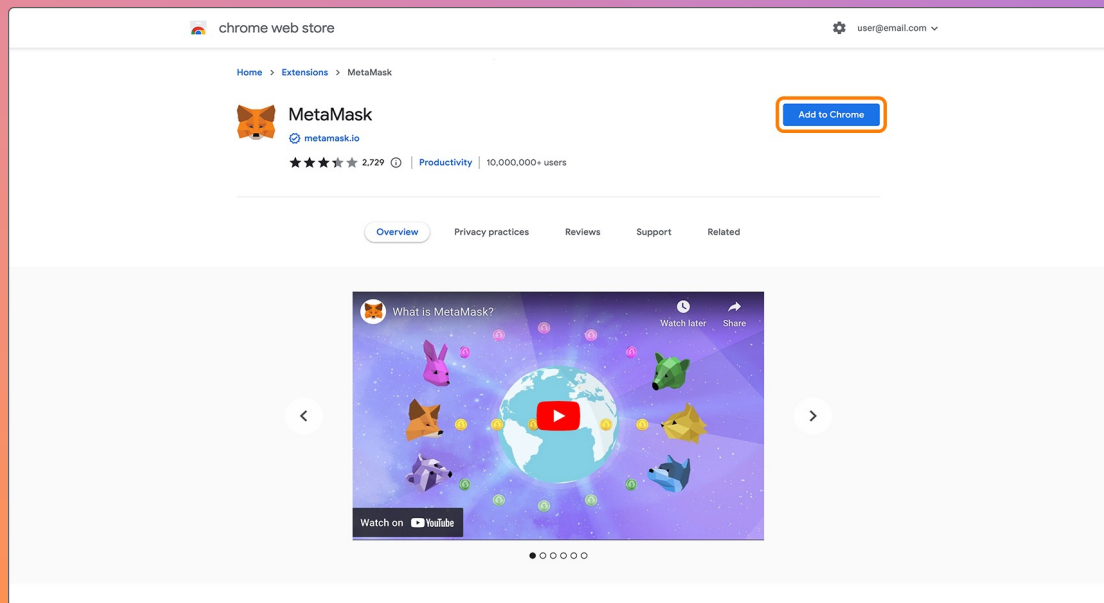 chrome web store
user@email.com
Home > Extensions > MetaMask
MetaMask
Add to Chrome
metamask.io
2,729 | Productivity | 10,000,000+ users
Overview Privacy practices Reviews Support Related
What is MetaMask?
Watch later Share
Watch on YouTube